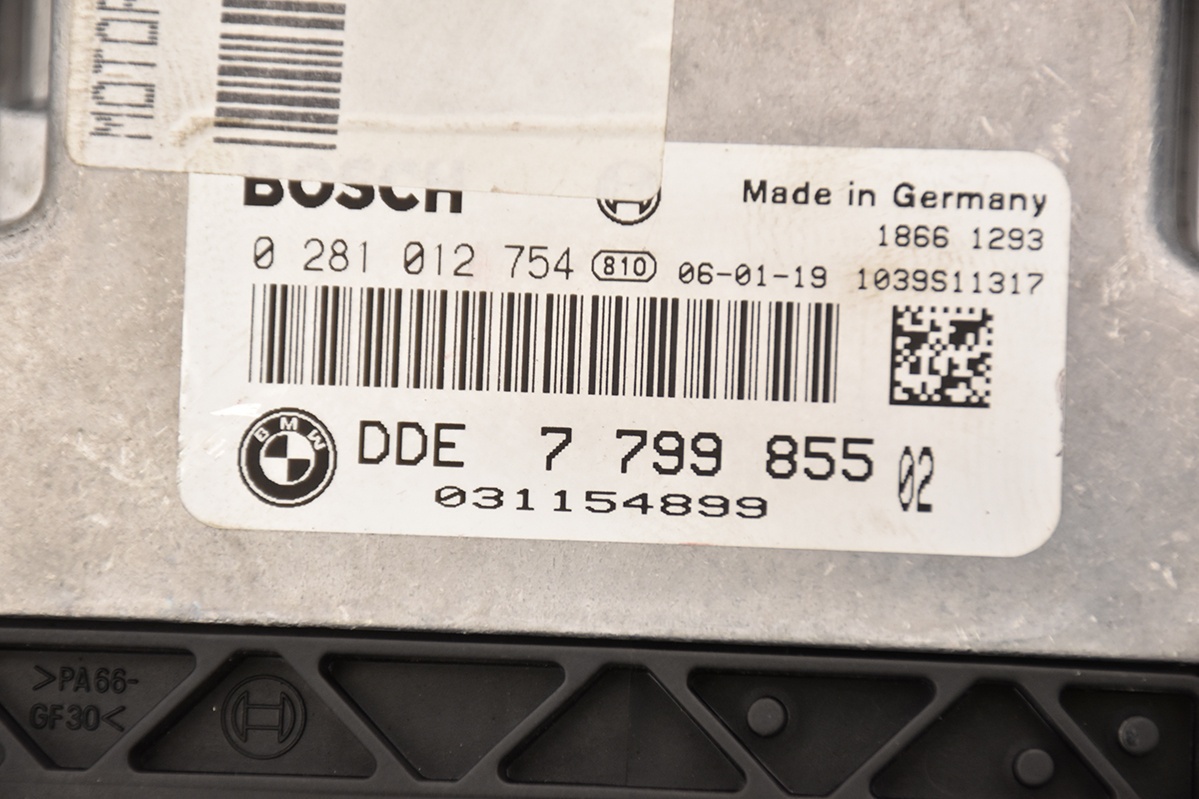 BOSCH
Made in Germany
1866 1293
0 281 012 754 810 06-01-19 1039S11317
BMW
DDE 7 799 855 02
031154899
>PA66-
GF30<